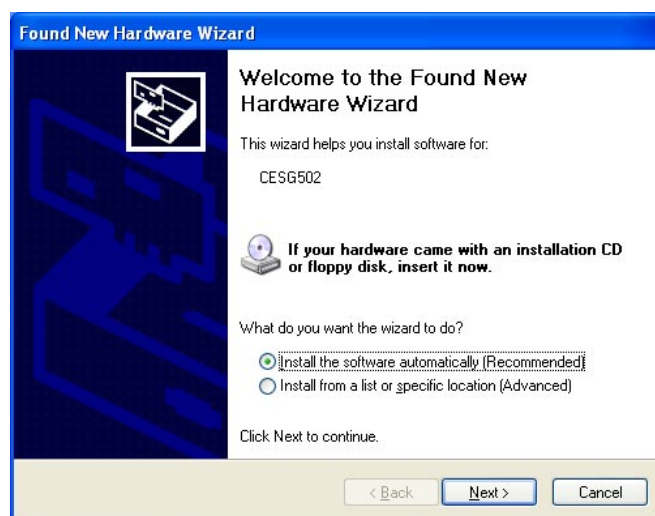 Found New Hardware Wizard
Welcome to the Found New
Hardware Wizard
This wizard helps you install software for:
CESG502
If your hardware came with an installation CD
or floppy disk, insert it now.
What do you want the wizard to do?
Install the software automatically (Recommended)
Install from a list or specific location (Advanced)
Click Next to continue.
< Back Next > Cancel